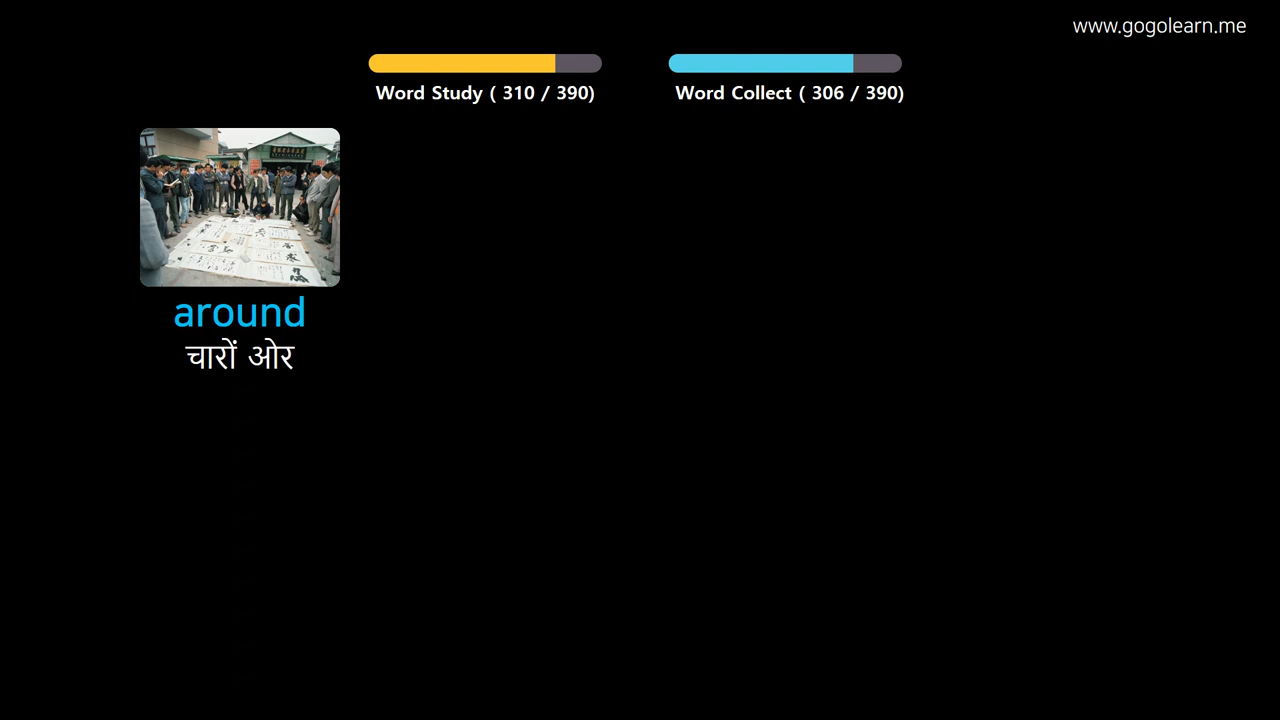 www.gogolearn.me
Word Study ( 310 / 390)
Word Collect ( 306 / 390)
around
चारों ओर